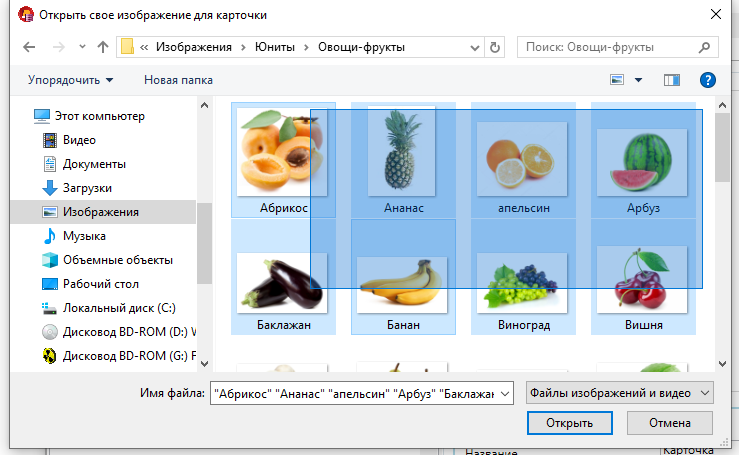 Открыть свое изображение для карточки
« Изображения > Юниты > Овощи-фрукты
Поиск: Овощи-фрукты
Упорядочить Новая папка
Этот компьютер
Видео
Документы
Загрузки
Изображения
Музыка
Объемные объекты
Рабочий стол
Локальный диск (C:)
Дисковод BD-ROM (D:) W
Дисковод BD-ROM (G:) F
Абрикос Ананас апельсин Арбуз
Баклажан Банан Виноград Вишня
Имя файла: "Абрикос" "Ананас" "апельсин" "Арбуз" "Баклажан
Файлы изображений и видео
Открыть Отмена
Название Карточка